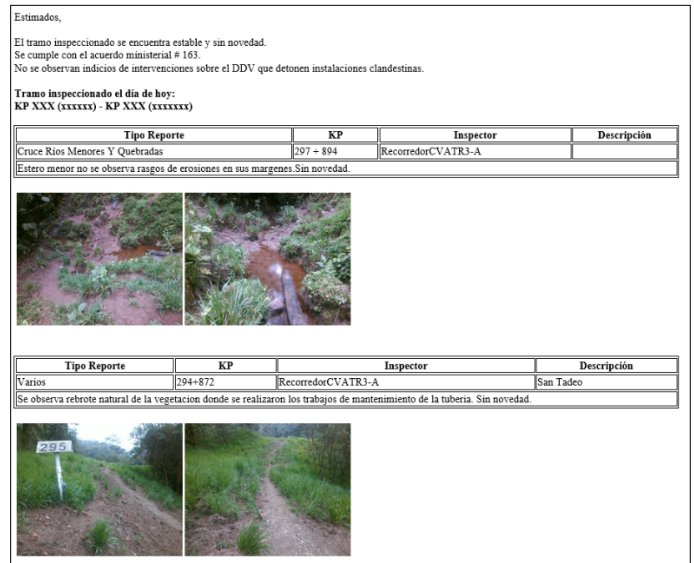 Estimados,
El tramo inspeccionado se encuentra estable y sin novedad.
Se cumple con el acuerdo ministerial # 163.
No se observan indicios de intervenciones sobre el DDV que detonen instalaciones clandestinas.
Tramo inspeccionado el día de hoy:
KP XXX (xxxxxx) - KP XXX (xxxxxxx)
Tipo Reporte KP Inspector Descripción
Cruce Rios Menores Y Quebradas 297 + 894 RecorredorCVATR3-A
Estero menor no se observa rasgos de erosiones en sus margenes.Sin novedad.
Tipo Reporte KP Inspector Descripción
Varios 294+872 RecorredorCVATR3-A San Tadeo
Se observa rebrote natural de la vegetacion donde se realizaron los trabajos de mantenimiento de la tuberia. Sin novedad.
295